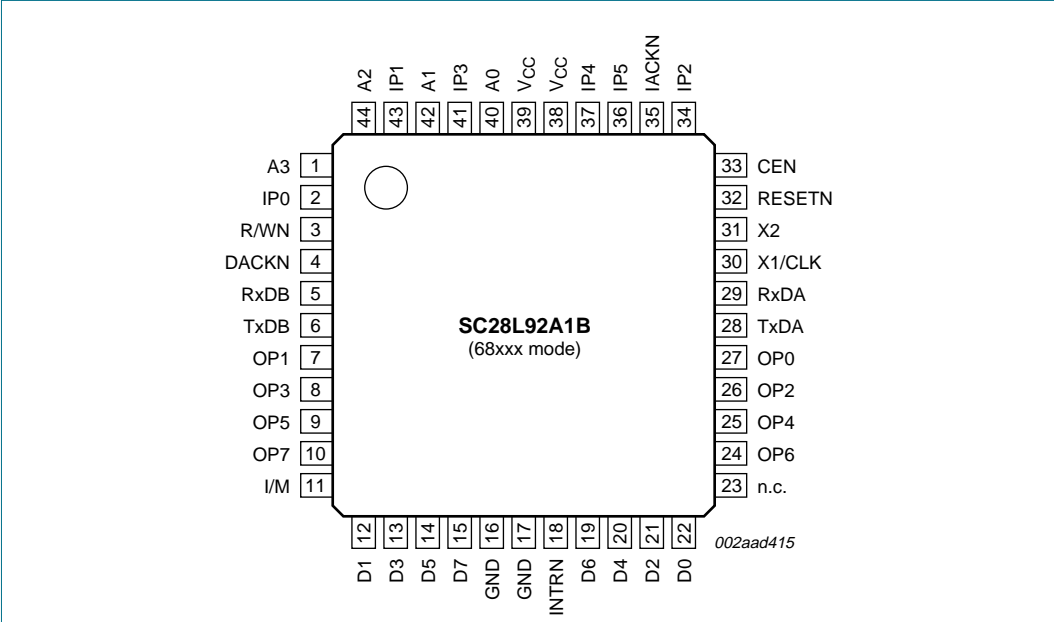 A2 IP1 A1 IP3 A0 VCC VCC IP4 IP5 IACKN IP2
44 43 42 41 40 39 38 37 36 35 34
A3 1 33 CEN
IP0 2 32 RESETN
R/WN 3 31 X2
DACKN 4 30 X1/CLK
RxDB 5 29 RxDA
TxDB 6 28 TxDA
SC28L92A1B
(68xxx mode)
OP1 7 27 OP0
OP3 8 26 OP2
OP5 9 25 OP4
OP7 10 24 OP6
I/M 11 23 n.c.
12 13 14 15 16 17 18 19 20 21 22
D1 D3 D5 D7 GND GND INTRN D6 D4 D2 D0
002aad415